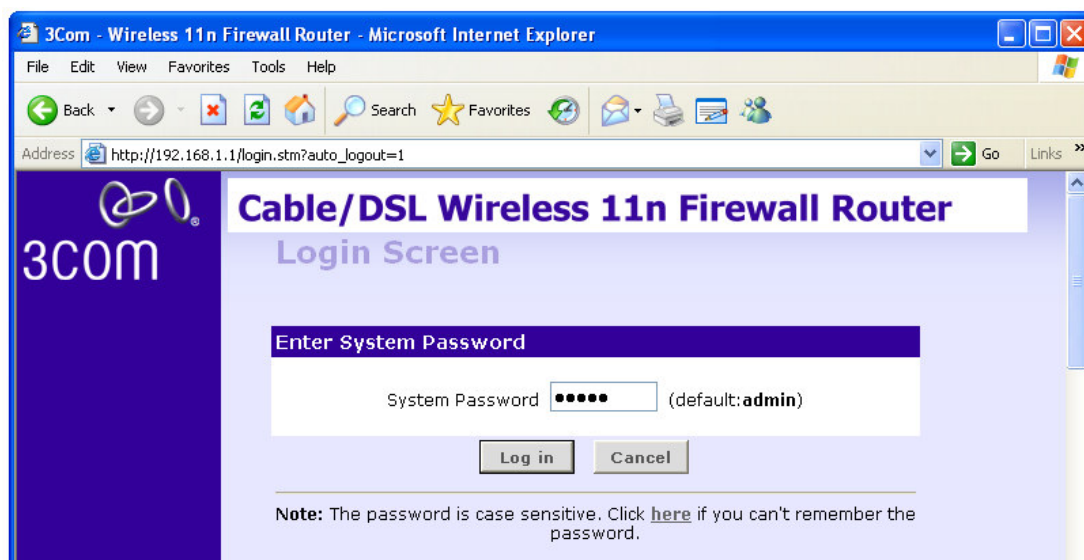 3Com - Wireless 11n Firewall Router - Microsoft Internet Explorer
File Edit View Favorites Tools Help
Back Search Favorites
Address http://192.168.1.1/login.stm?auto_logout=1 Go Links »
3COM
Cable/DSL Wireless 11n Firewall Router
Login Screen
Enter System Password
System Password ●●●●● (default:admin)
Log in Cancel
Note: The password is case sensitive. Click here if you can't remember the
password.